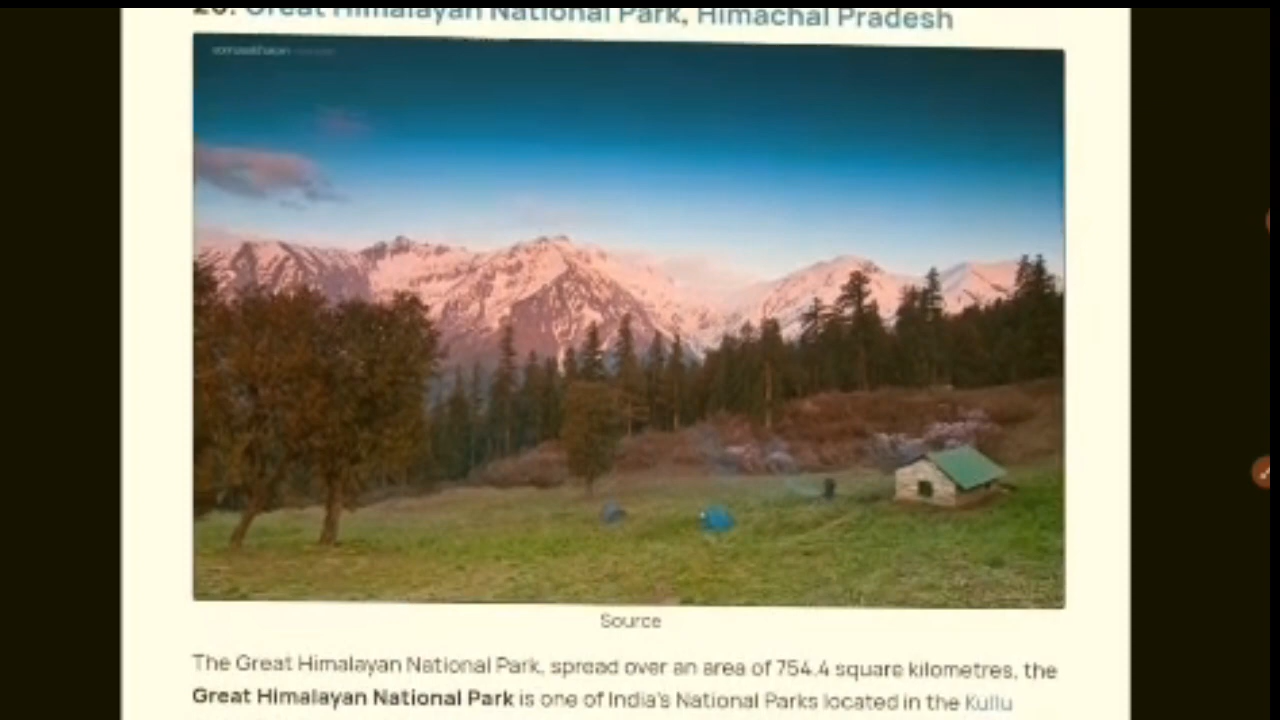 20. Great Himalayan National Park, Himachal Pradesh
Source
The Great Himalayan National Park, spread over an area of 754.4 square kilometres, the
Great Himalayan National Park is one of India's National Parks located in the Kullu